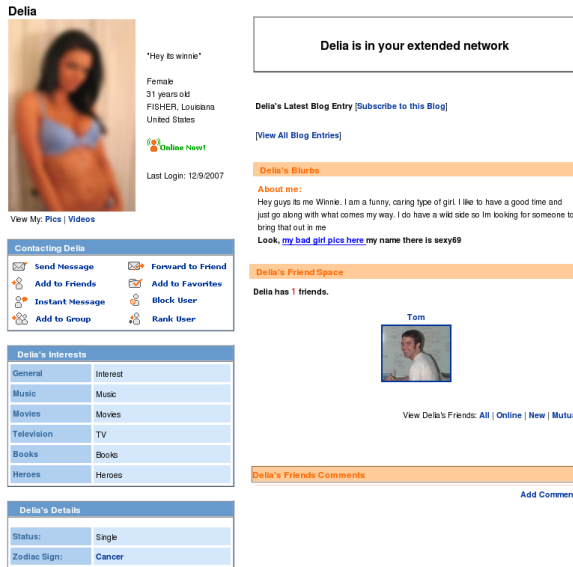 Delia
"Hey its winnie"
Female
31 years old
FISHER, Louisiana
United States
Online Now!
Last Login: 12/9/2007
View My: Pics | Videos
Contacting Delia
Send Message
Forward to Friend
Add to Friends
Add to Favorites
Instant Message
Block User
Add to Group
Rank User
Delia's Interests
General Interest
Music Music
Movies Movies
Television TV
Books Books
Heroes Heroes
Delia's Details
Status: Single
Zodiac Sign: Cancer
Delia is in your extended network
Delia's Latest Blog Entry [Subscribe to this Blog]
[View All Blog Entries]
Delia's Blurbs
About me:
Hey guys its me Winnie. I am a funny, caring type of girl. I like to have a good time and
just go along with what comes my way. I do have a wild side so Im looking for someone to
bring that out in me
Look, my bad girl pics here my name there is sexy69
Delia's Friend Space
Delia has 1 friends.
Tom
View Delia's Friends: All | Online | New | Mutua
Delia's Friends Comments
Add Commen